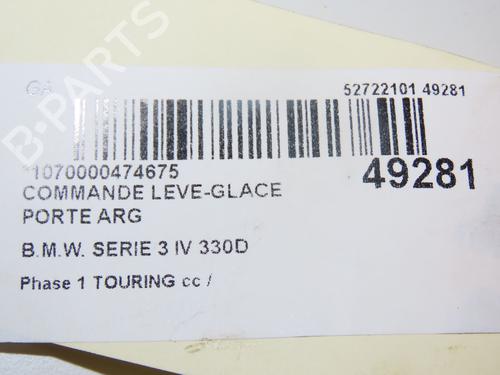 GA
52722101 49281
*1070000474675
49281
COMMANDE LEVE-GLACE
PORTE ARG
B.M.W. SERIE 3 IV 330D
Phase 1 TOURING cc /
B-PARTS